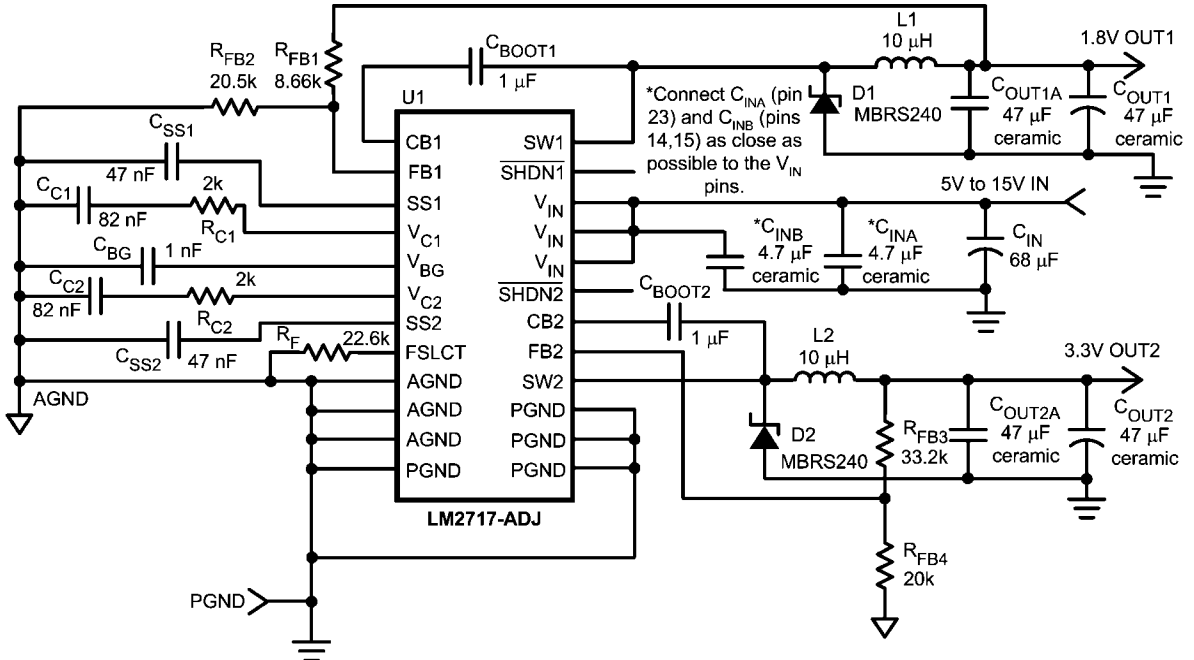 L1
10 µH
1.8V OUT1
RFB2
20.5k
RFB1
8.66k
CBOOT1
1 µF
U1
*Connect CINA (pin
23) and CINB (pins
14,15) as close as
possible to the VIN
pins.
D1
MBRS240
COUT1A
47 µF
ceramic
COUT1
47 µF
ceramic
CSS1
47 nF
CC1
82 nF
2k
RC1
CBG
1 nF
CC2
82 nF
2k
RC2
CSS2
47 nF
RF
22.6k
AGND
CB1
FB1
SS1
VC1
VBG
VC2
SS2
FSLCT
AGND
AGND
AGND
PGND
SW1
SHDN1
VIN
VIN
VIN
SHDN2
CB2
FB2
SW2
PGND
PGND
PGND
LM2717-ADJ
5V to 15V IN
*CINB
4.7 µF
ceramic
*CINA
4.7 µF
ceramic
CIN
68 µF
CBOOT2
1 µF
L2
10 µH
3.3V OUT2
D2
MBRS240
RFB3
33.2k
COUT2A
47 µF
ceramic
COUT2
47 µF
ceramic
RFB4
20k
PGND